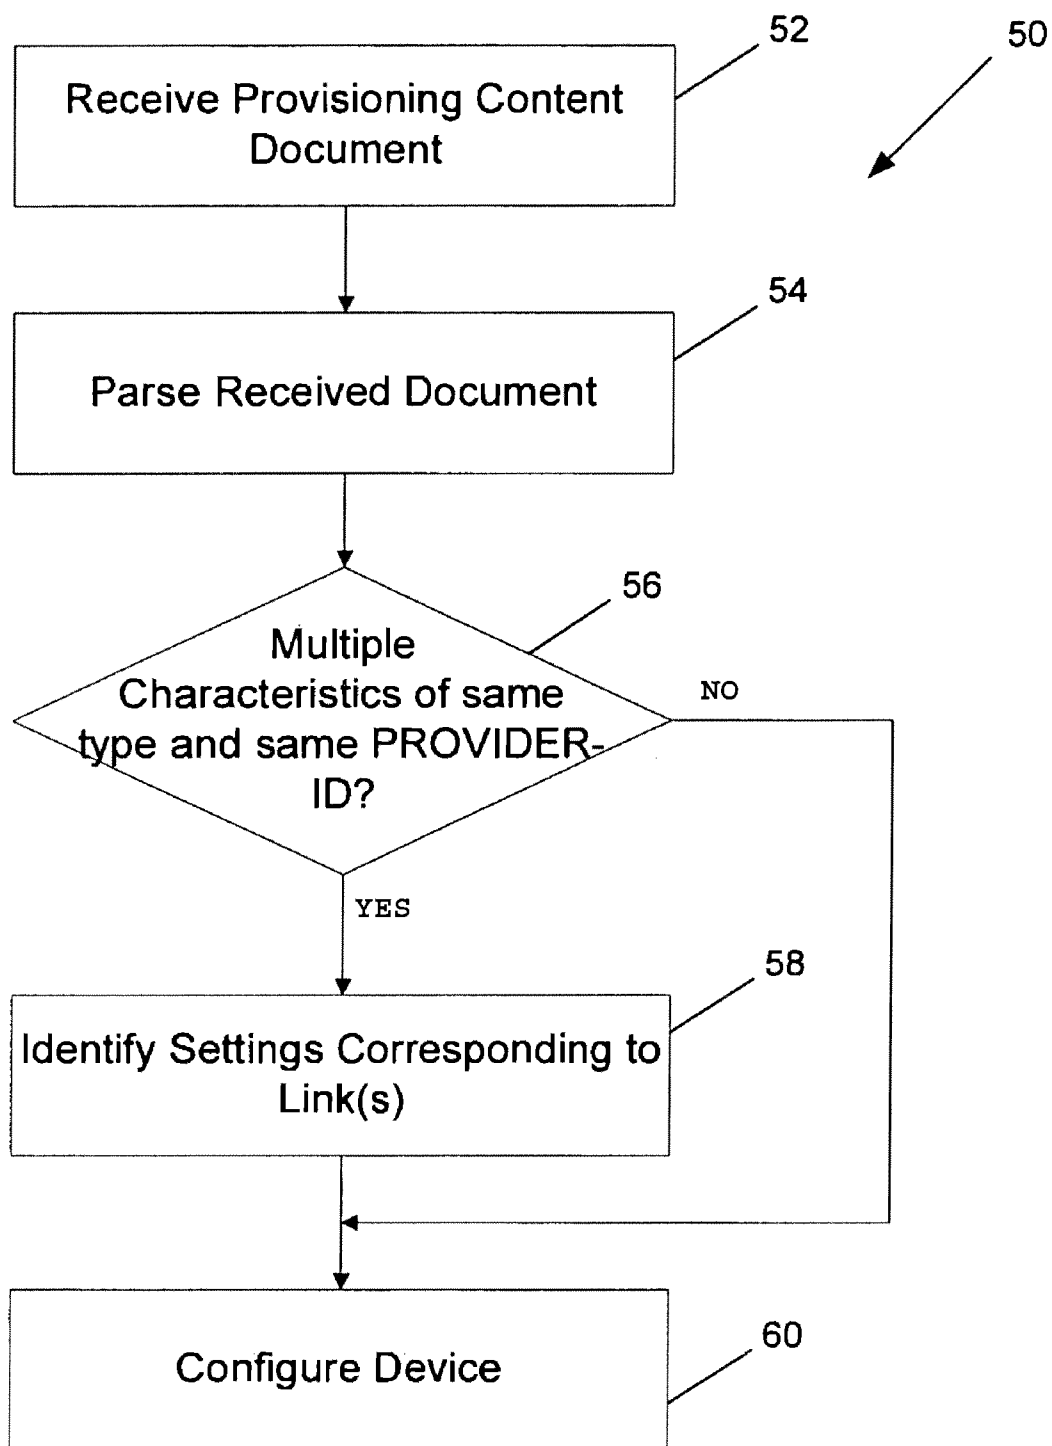 52
50
Receive Provisioning Content
Document
54
Parse Received Document
56
Multiple
Characteristics of same
type and same PROVIDER-
ID?
NO
YES
58
Identify Settings Corresponding to
Link(s)
60
Configure Device